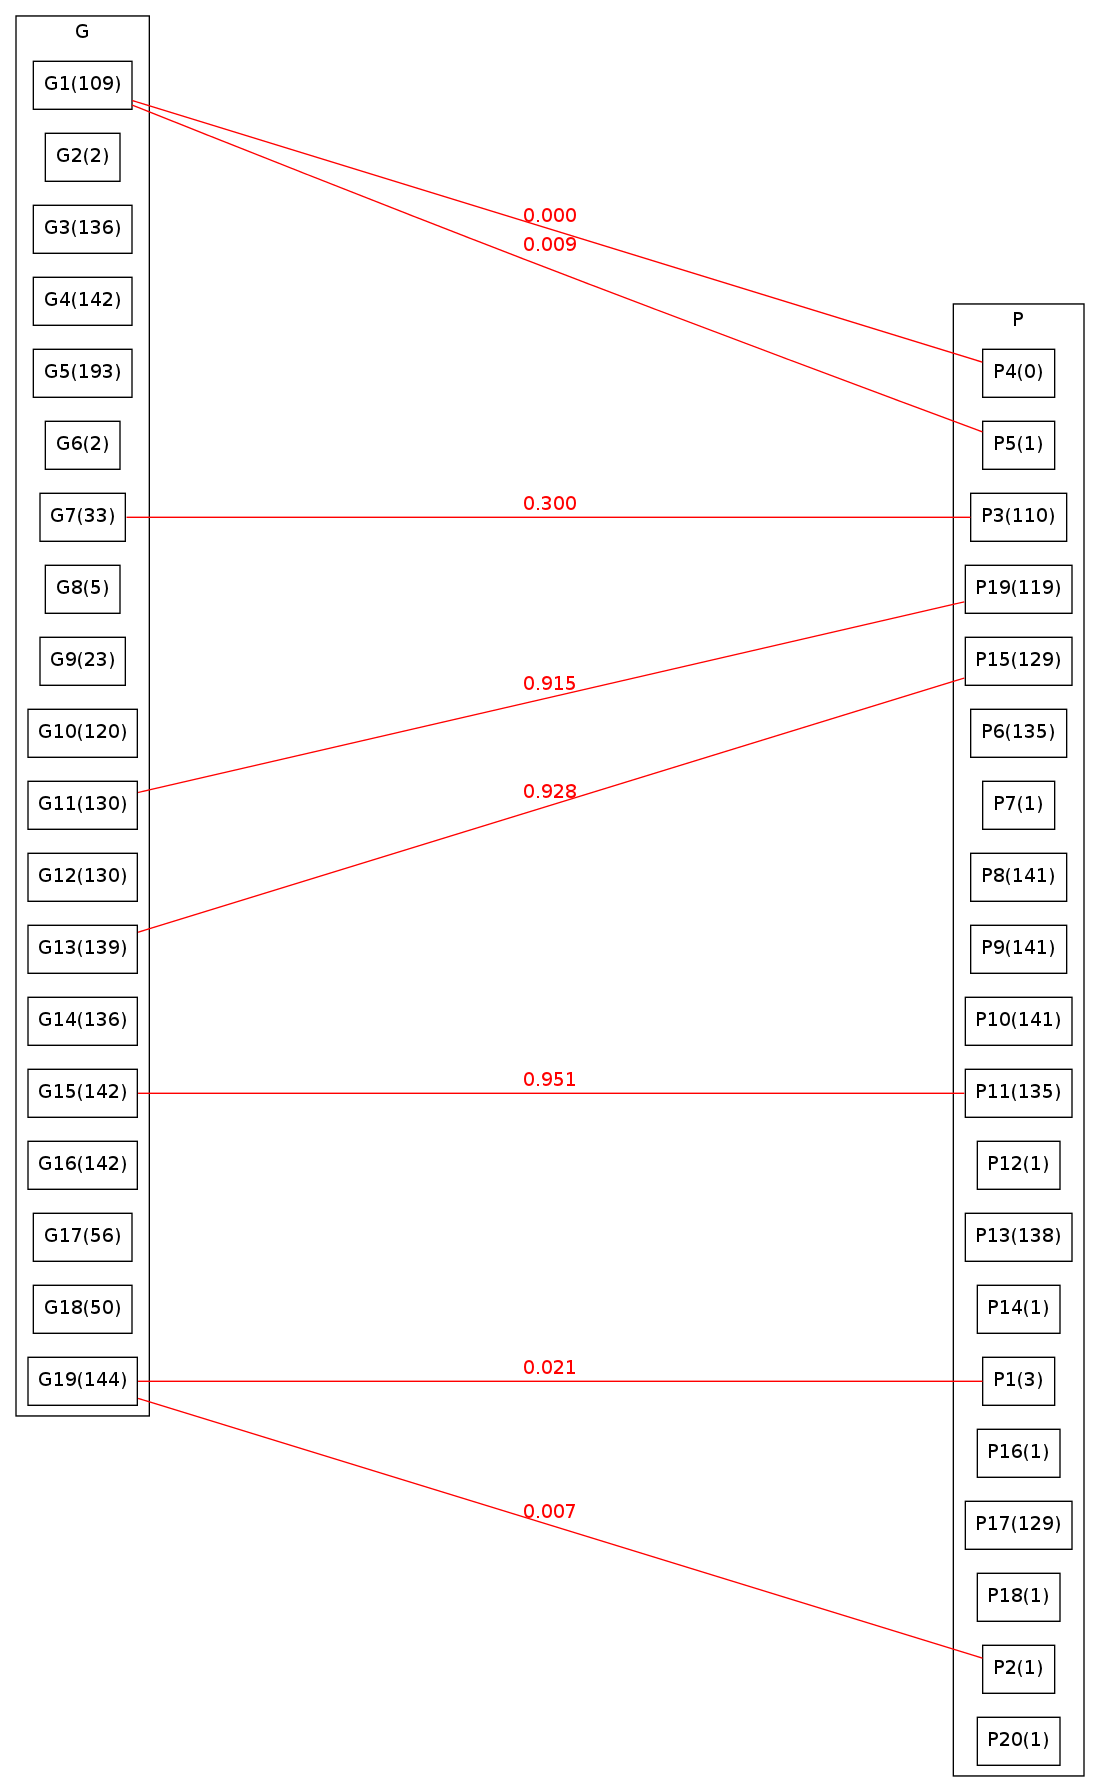 G
G1(109)
G2(2)
G3(136)
G4(142)
G5(193)
G6(2)
G7(33)
G8(5)
G9(23)
G10(120)
G11(130)
G12(130)
G13(139)
G14(136)
G15(142)
G16(142)
G17(56)
G18(50)
G19(144)
0.000
0.009
0.300
0.915
0.928
0.951
0.021
0.007
P
P4(0)
P5(1)
P3(110)
P19(119)
P15(129)
P6(135)
P7(1)
P8(141)
P9(141)
P10(141)
P11(135)
P12(1)
P13(138)
P14(1)
P1(3)
P16(1)
P17(129)
P18(1)
P2(1)
P20(1)